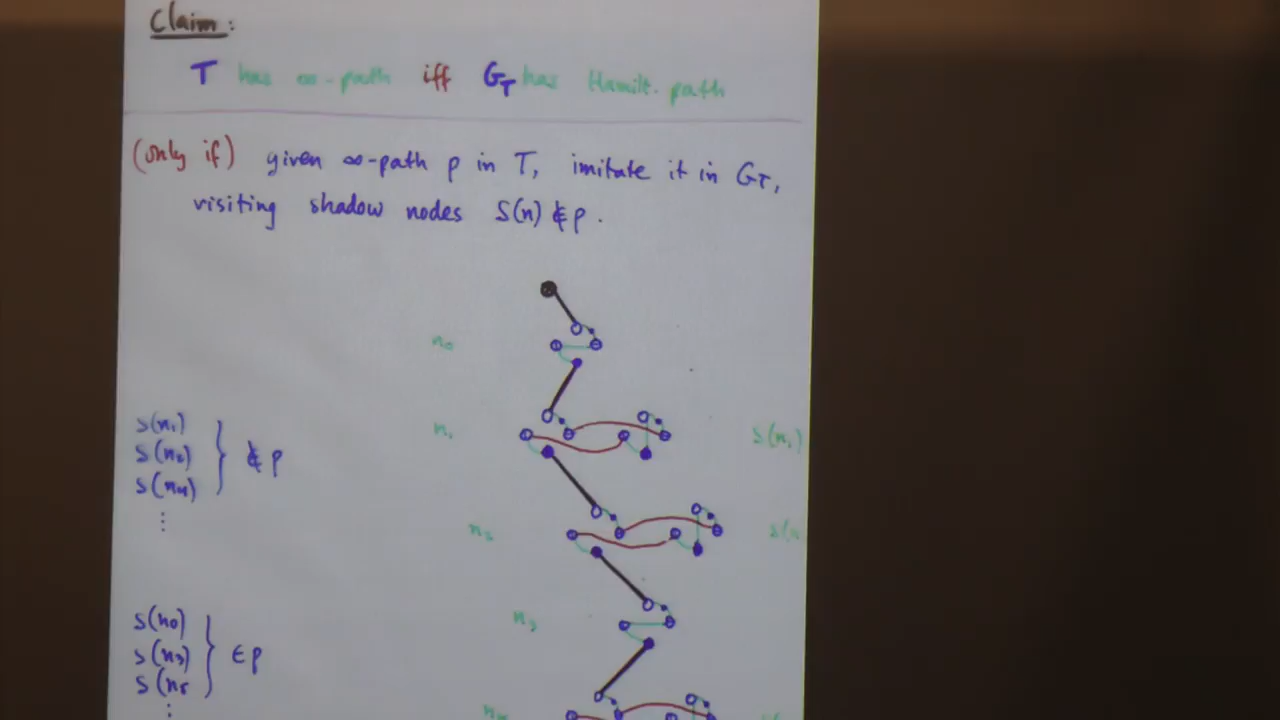 Claim:
T has ∞-path iff G_T has Hamilt. path
(only if) given ∞-path p in T, imitate it in G_T,
visiting shadow nodes S(n) ∉ p.
n₀
n₁
S(n₁)
S(n₁)
S(n₂)
S(n₄)
⋮
} ∉ p
n₂
n₃
S(n₀)
S(n₃)
S(n₅
⋮
} ∈ p
n₄